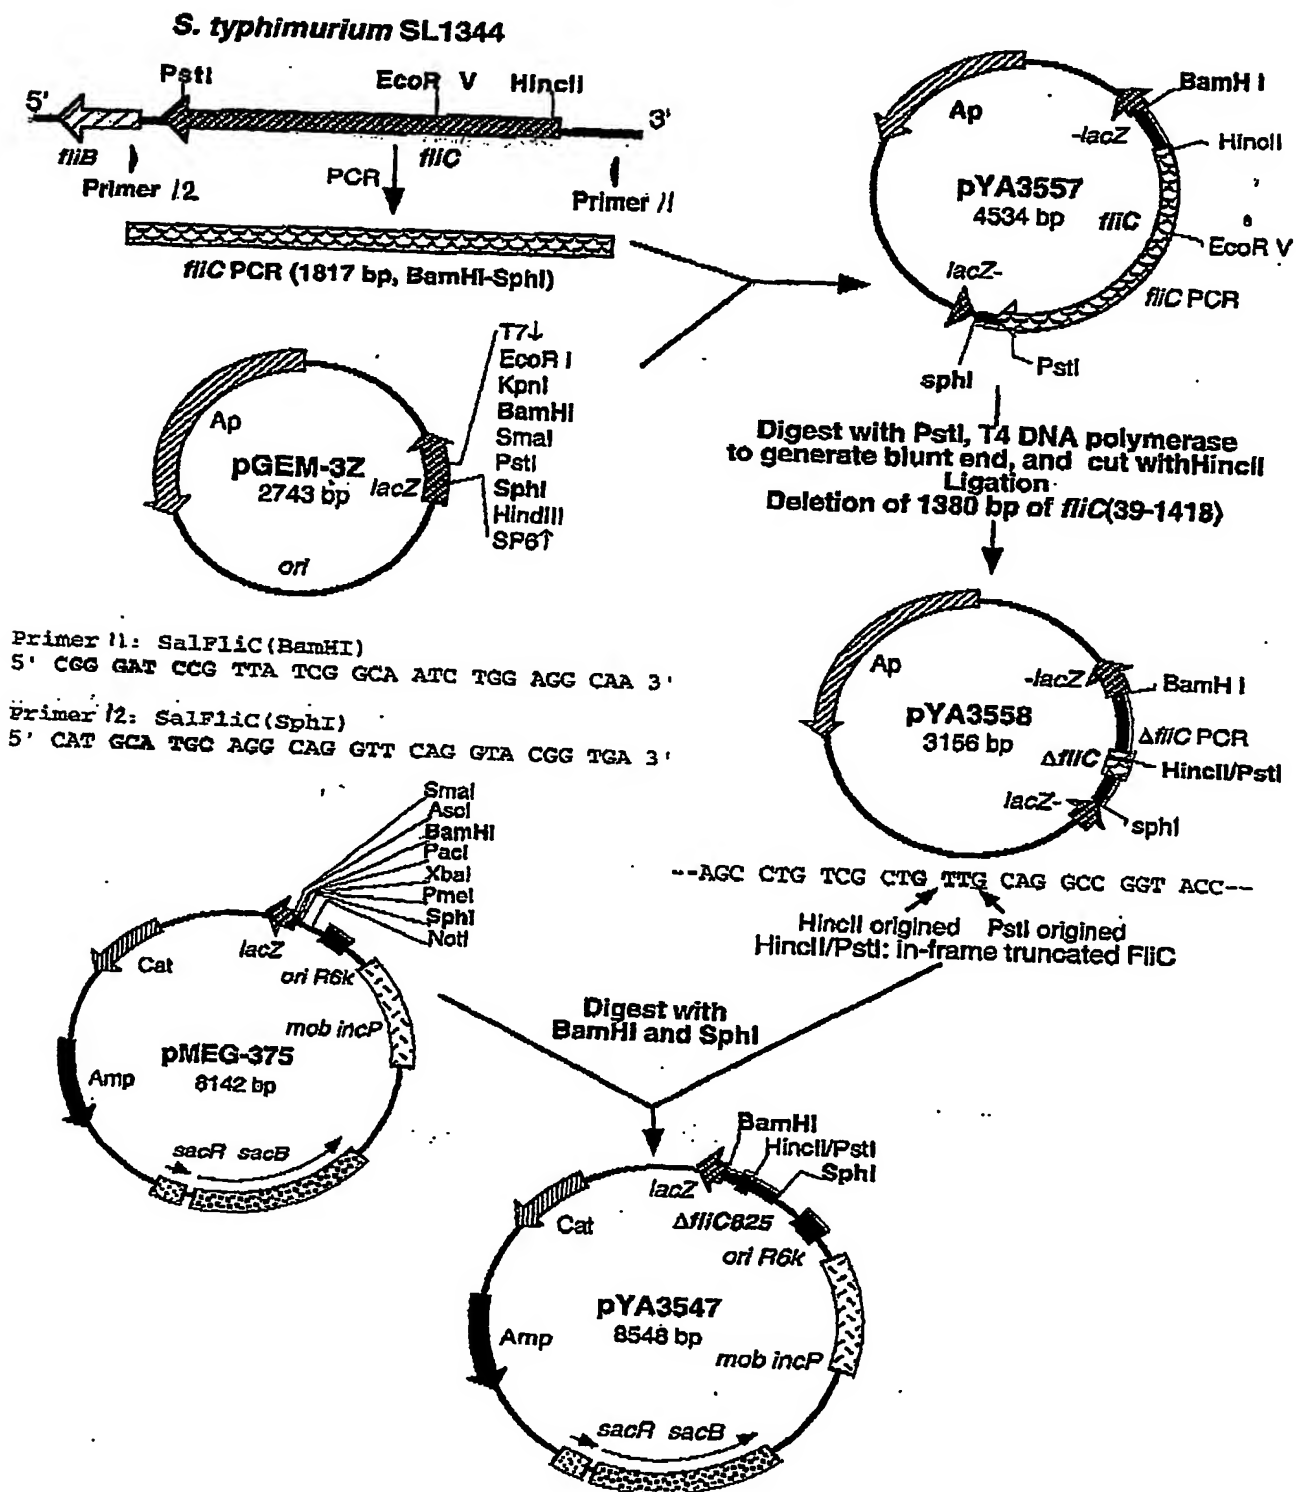 S. typhimurium SL1344
PstI
EcoR V
HincII
5'
3'
fliB
fliC
Primer 12
PCR
Primer 11
fliC PCR (1817 bp, BamHI-SphI)
Ap
-lacZ
BamH I
HincII
pYA3557
4534 bp
fliC
EcoR V
lacZ-
fliC PCR
sphI
PstI
T7↓
EcoR I
KpnI
BamHI
SmaI
PstI
SphI
HindIII
SP6↑
Ap
pGEM-3Z
2743 bp
lacZ
ori
Digest with PstI, T4 DNA polymerase
to generate blunt end, and cut withHincII
Ligation
Deletion of 1380 bp of fliC(39-1418)
Primer 11: SalFliC(BamHI)
5' CGG GAT CCG TTA TCG GCA ATC TGG AGG CAA 3'
Primer 12: SalFliC(SphI)
5' CAT GCA TGC AGG CAG GTT CAG GTA CGG TGA 3'
Ap
-lacZ
BamH I
pYA3558
3156 bp
ΔfliC PCR
ΔfliC
HincII/PstI
lacZ-
sphI
--AGC CTG TCG CTG TTG CAG GCC GGT ACC--
HincII origined PstI origined
HincII/PstI: in-frame truncated FliC
SmaI
AscI
BamHI
PacI
XbaI
PmeI
SphI
NotI
lacZ
Cat
ori R6k
mob incP
pMEG-375
8142 bp
Amp
sacR sacB
Digest with
BamHI and SphI
BamHI
HincII/PstI
SphI
lacZ
ΔfliC825
Cat
ori R6k
pYA3547
8548 bp
Amp
mob incP
sacR sacB